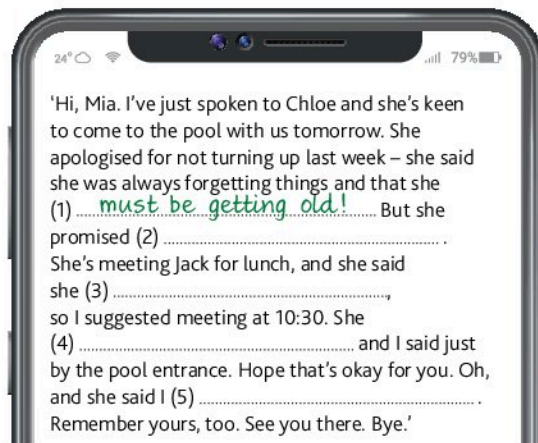 24° 79%
'Hi, Mia. I've just spoken to Chloe and she's keen
to come to the pool with us tomorrow. She
apologised for not turning up last week – she said
she was always forgetting things and that she
(1) must be getting old! But she
promised (2) .
She's meeting Jack for lunch, and she said
she (3) ,
so I suggested meeting at 10:30. She
(4) and I said just
by the pool entrance. Hope that's okay for you. Oh,
and she said I (5) .
Remember yours, too. See you there. Bye.'